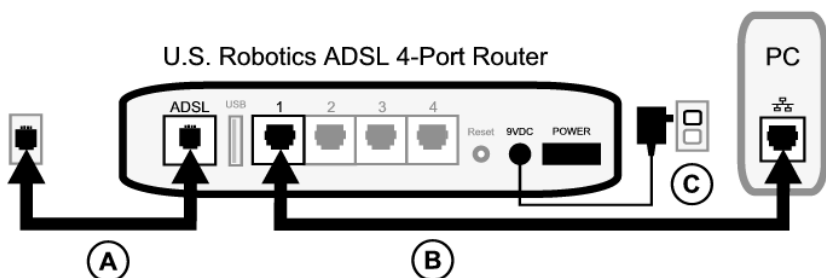 U.S. Robotics ADSL 4-Port Router
PC
ADSL
USB
1
2
3
4
Reset
9VDC
POWER
A
B
C